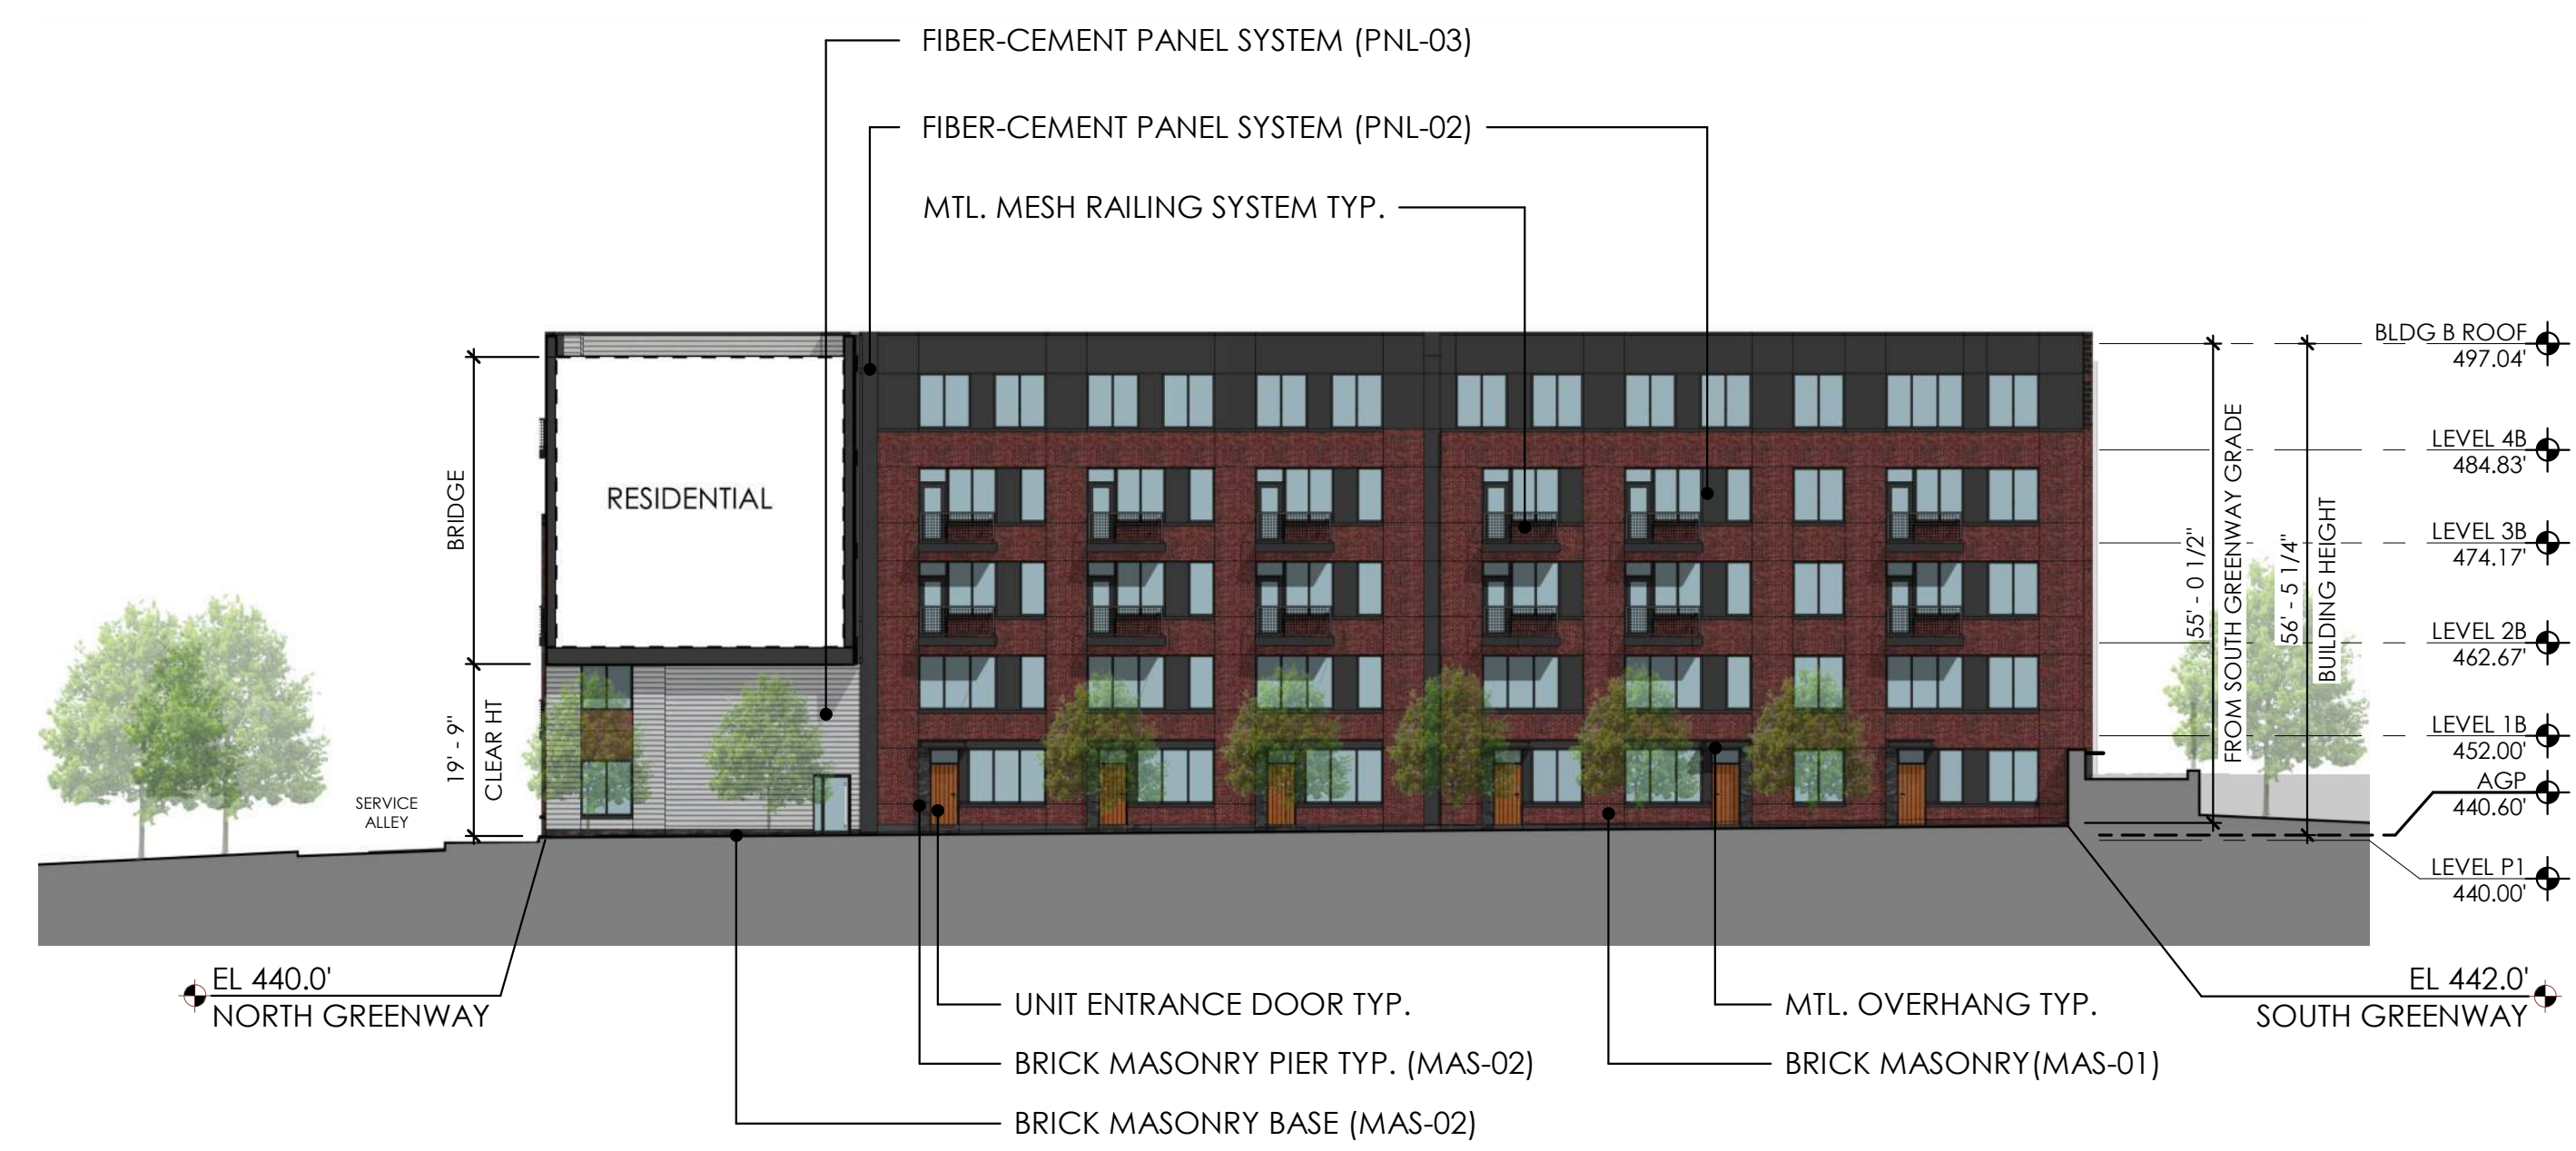 FIBER-CEMENT PANEL SYSTEM (PNL-03)
FIBER-CEMENT PANEL SYSTEM (PNL-02)
MTL. MESH RAILING SYSTEM TYP.
BRIDGE
RESIDENTIAL
19' - 9"
CLEAR HT
SERVICE
ALLEY
BLDG B ROOF
497.04'
LEVEL 4B
484.83'
LEVEL 3B
474.17'
LEVEL 2B
462.67'
LEVEL 1B
452.00'
AGP
440.60'
LEVEL P1
440.00'
55' - 0 1/2"
FROM SOUTH GREENWAY GRADE
56' - 5 1/4"
BUILDING HEIGHT
EL 440.0'
NORTH GREENWAY
EL 442.0'
SOUTH GREENWAY
UNIT ENTRANCE DOOR TYP.
BRICK MASONRY PIER TYP. (MAS-02)
BRICK MASONRY BASE (MAS-02)
MTL. OVERHANG TYP.
BRICK MASONRY(MAS-01)